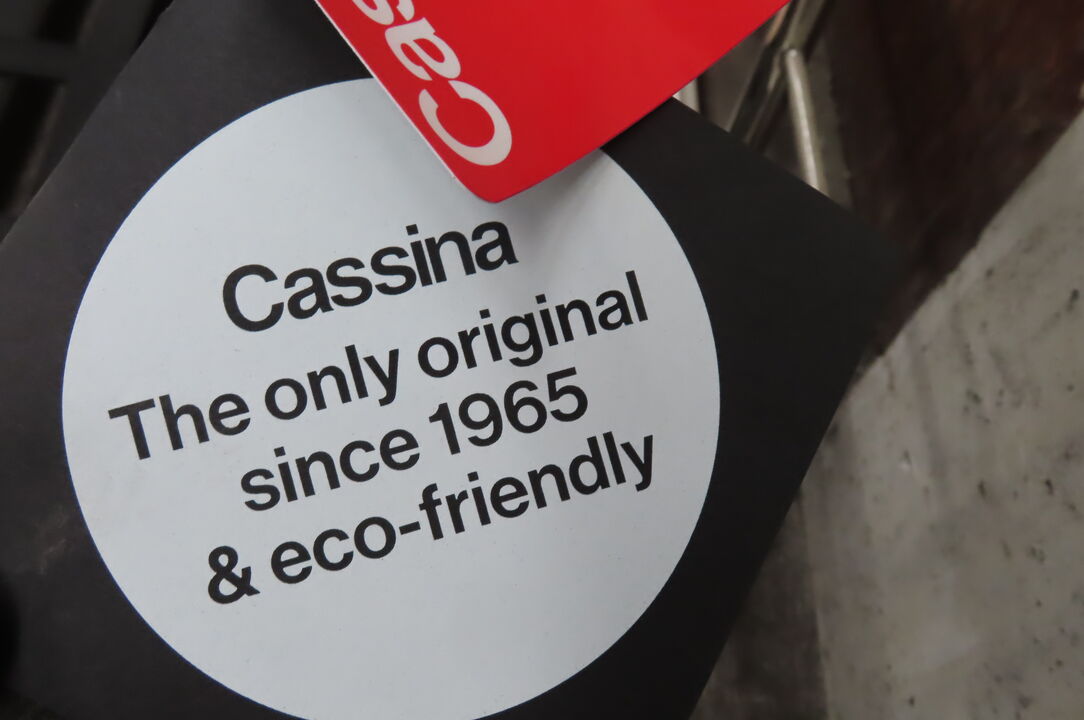 Cas
Cassina
The only original
since 1965
& eco-friendly